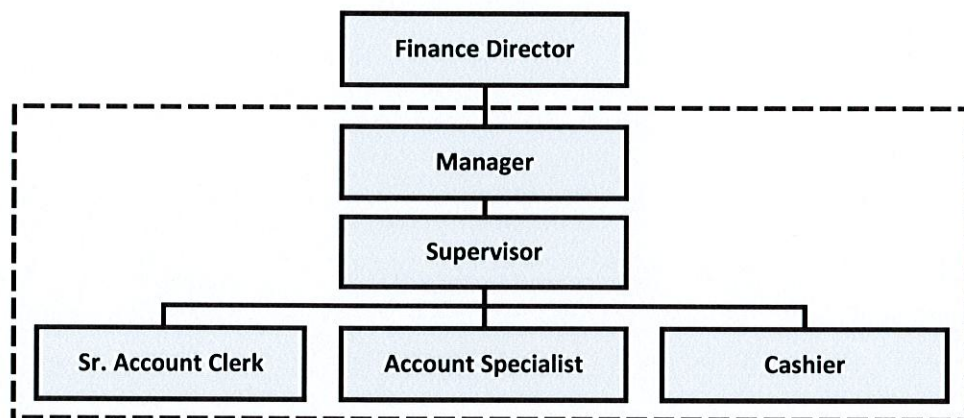 Finance Director
Manager
Supervisor
Sr. Account Clerk
Account Specialist
Cashier